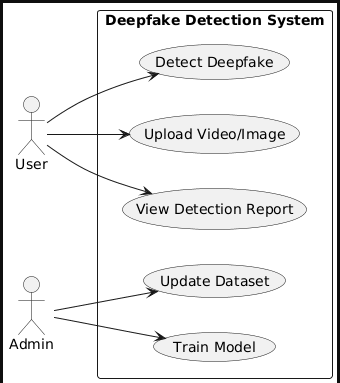 Deepfake Detection System
Detect Deepfake
Upload Video/Image
User
View Detection Report
Update Dataset
Admin
Train Model